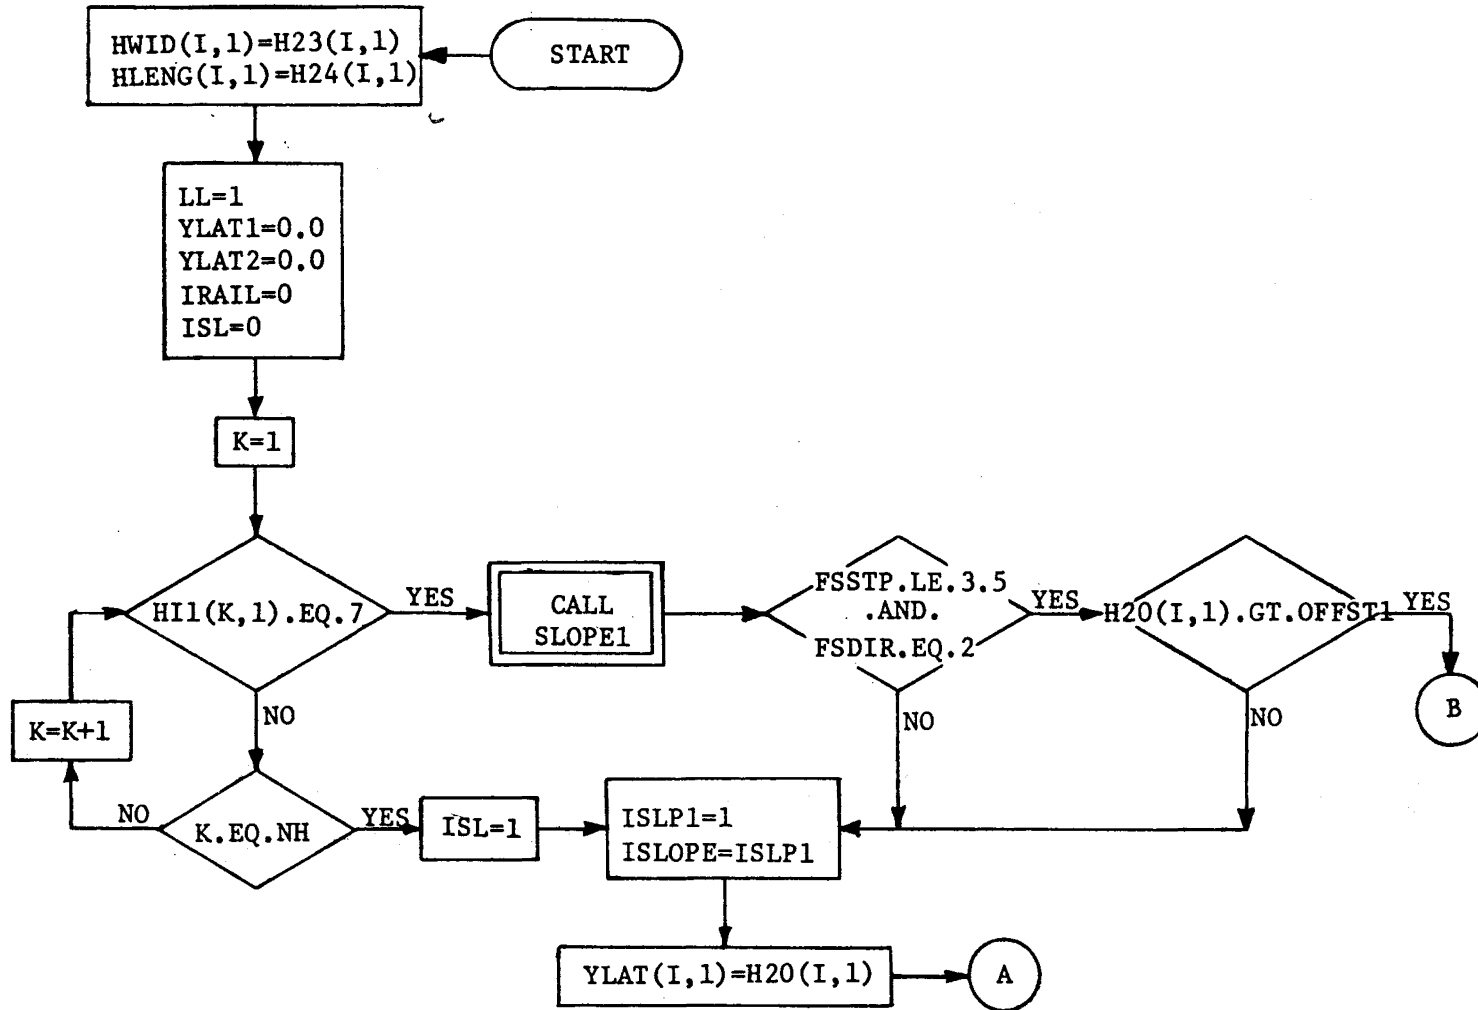 START
HWID(I,1)=H23(I,1)
HLENG(I,1)=H24(I,1)
LL=1
YLAT1=0.0
YLAT2=0.0
IRAIL=0
ISL=0
K=1
HI1(K,1).EQ.7
YES
CALL
SLOPE1
FSSTP.LE.3.5
.AND.
FSDIR.EQ.2
YES
H20(I,1).GT.OFFST1
YES
B
NO
NO
NO
K=K+1
K.EQ.NH
NO
YES
ISL=1
ISLP1=1
ISLOPE=ISLP1
YLAT(I,1)=H20(I,1)
A